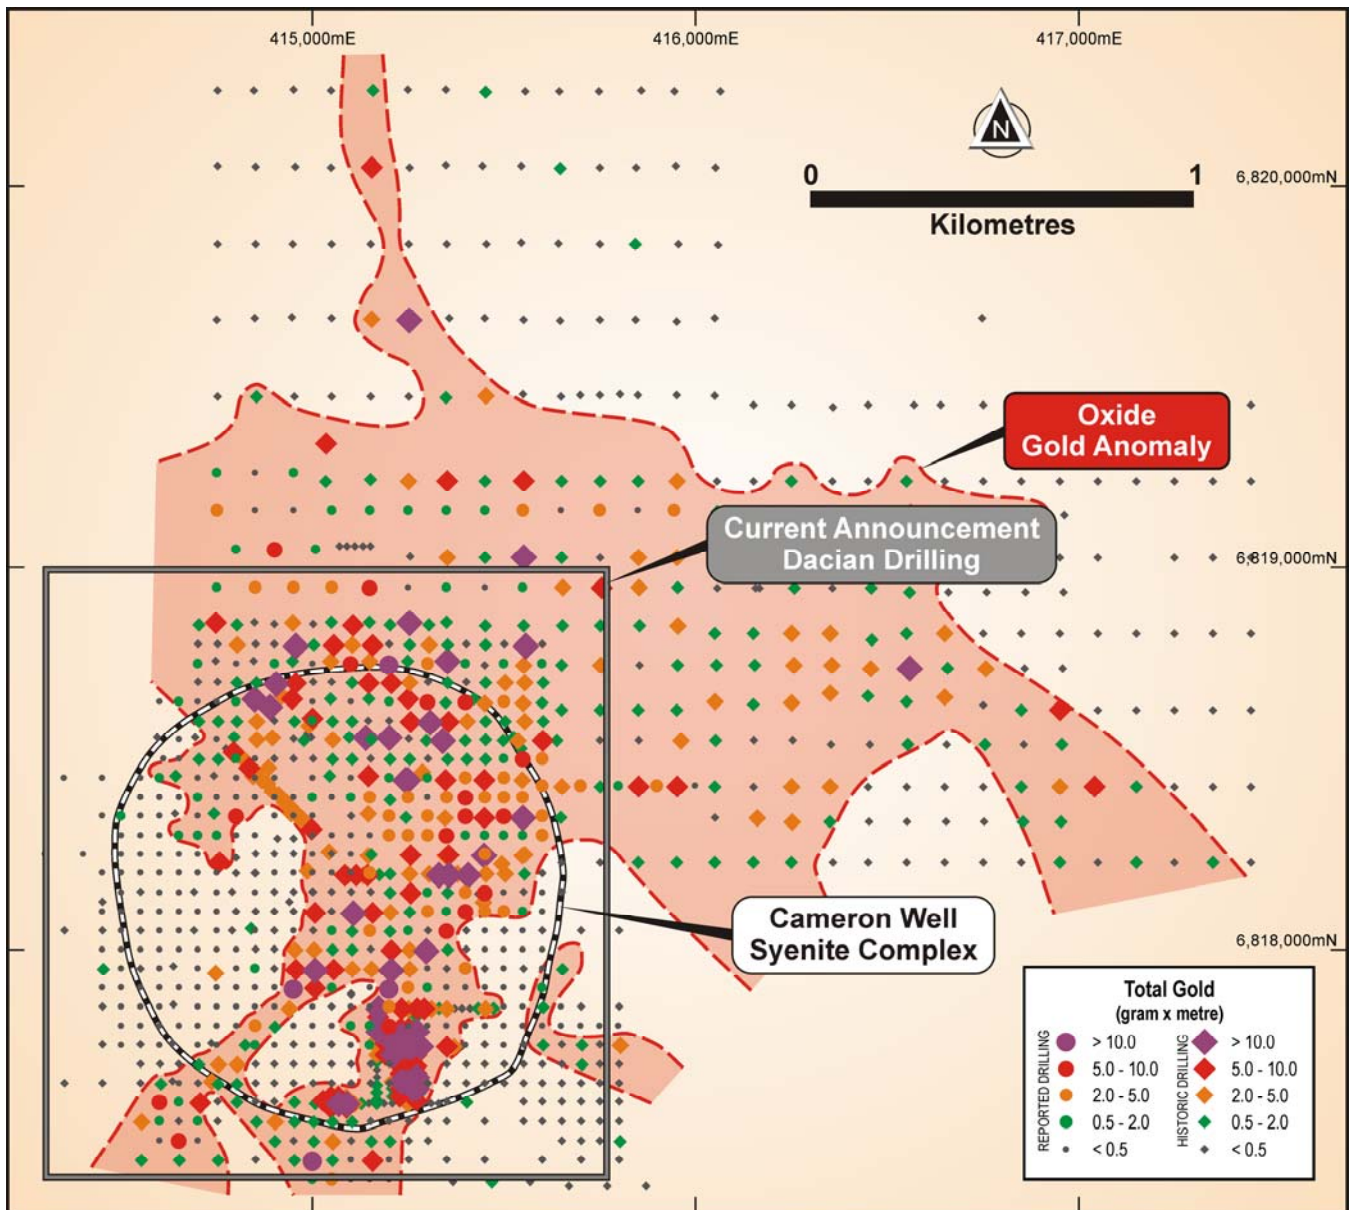 415,000mE
416,000mE
417,000mE
N
0
1
Kilometres
6,820,000mN
Oxide
Gold Anomaly
Current Announcement
Dacian Drilling
6,819,000mN
Cameron Well
Syenite Complex
6,818,000mN
Total Gold
(gram x metre)
REPORTED DRILLING
> 10.0
5.0 - 10.0
2.0 - 5.0
0.5 - 2.0
< 0.5
HISTORIC DRILLING
> 10.0
5.0 - 10.0
2.0 - 5.0
0.5 - 2.0
< 0.5